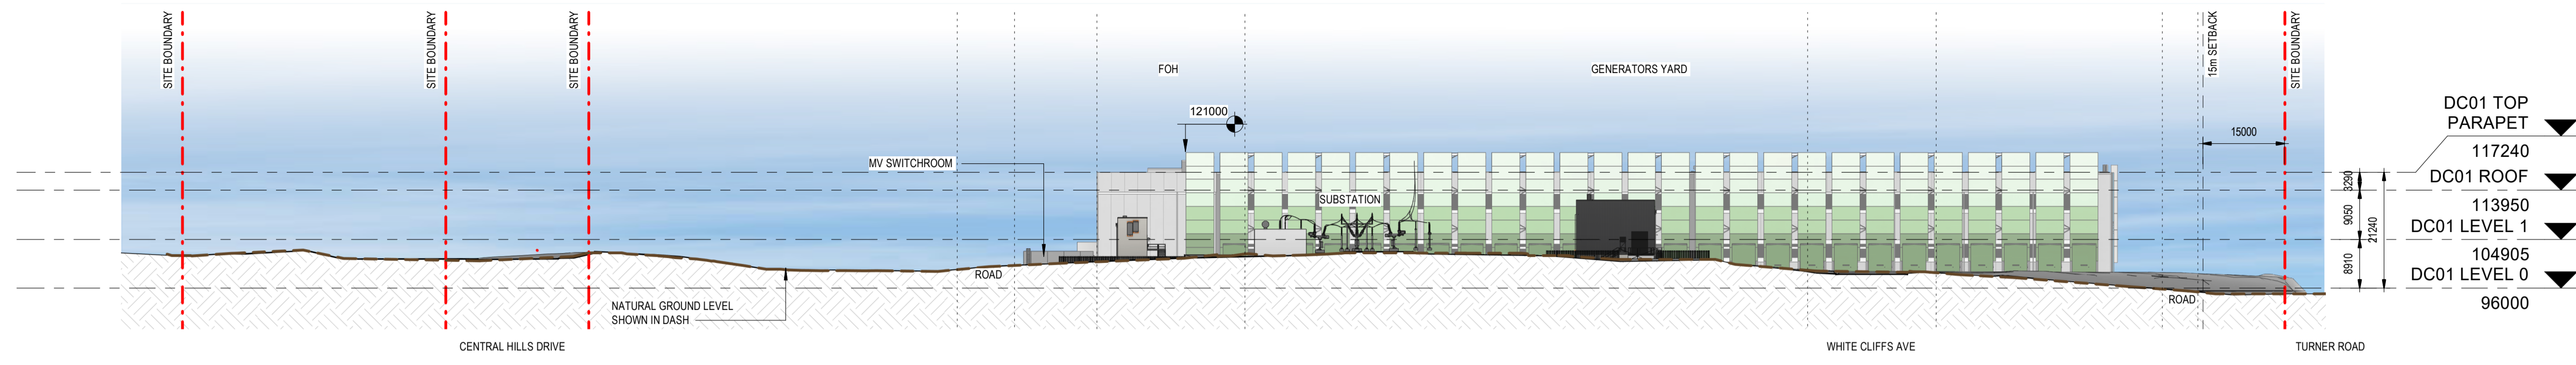 SITE BOUNDARY
SITE BOUNDARY
SITE BOUNDARY
FOH
GENERATORS YARD
15m SETBACK
SITE BOUNDARY
121000
MV SWITCHROOM
SUBSTATION
15000
DC01 TOP
PARAPET
117240
DC01 ROOF
113950
DC01 LEVEL 1
104905
DC01 LEVEL 0
96000
3290
9050
8910
21240
ROAD
NATURAL GROUND LEVEL
SHOWN IN DASH
ROAD
CENTRAL HILLS DRIVE
WHITE CLIFFS AVE
TURNER ROAD